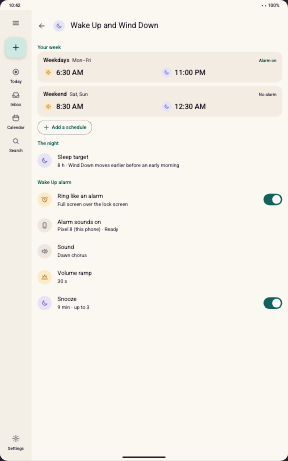 10:42
100%
Wake Up and Wind Down
Your week
Weekdays Mon–Fri
Alarm on
6:30 AM
11:00 PM
Weekend Sat, Sun
No alarm
8:30 AM
12:30 AM
+ Add a schedule
The night
Sleep target
8 h · Wind Down moves earlier before an early morning
Wake Up alarm
Ring like an alarm
Full screen over the lock screen
Alarm sounds on
Pixel 8 (this phone) · Ready
Sound
Dawn chorus
Volume ramp
30 s
Snooze
9 min · up to 3
Today
Inbox
Calendar
Search
Settings